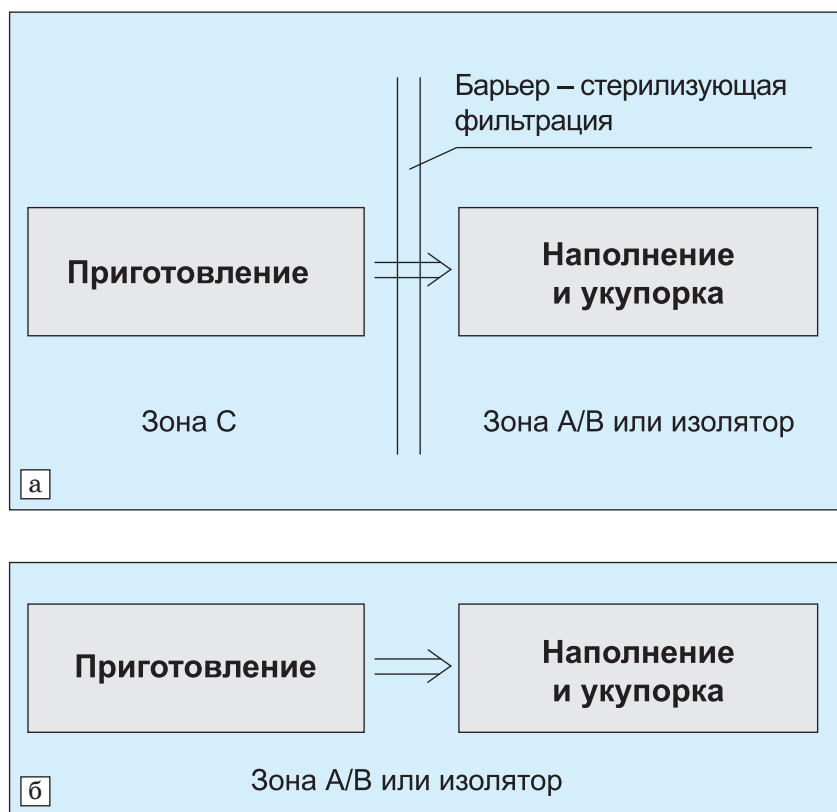 Барьер – стерилизующая
фильтрация
Приготовление
Наполнение
и укупорка
Зона С
Зона А/В или изолятор
а
Приготовление
Наполнение
и укупорка
Зона А/В или изолятор
б